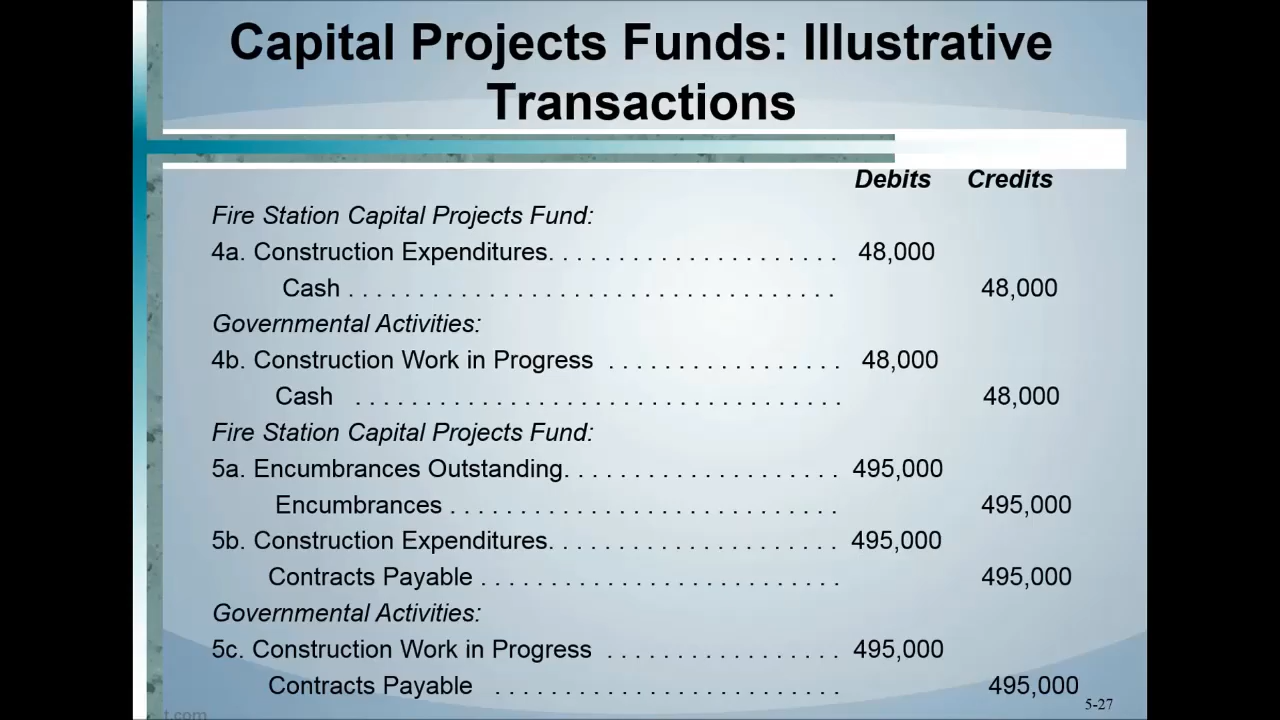 Capital Projects Funds: Illustrative
Transactions
Debits Credits
Fire Station Capital Projects Fund:
4a. Construction Expenditures. . . . . . . . . . . . . . . . . . . . . 48,000
Cash . . . . . . . . . . . . . . . . . . . . . . . . . . . . . . . . . . . 48,000
Governmental Activities:
4b. Construction Work in Progress . . . . . . . . . . . . . . . . . 48,000
Cash . . . . . . . . . . . . . . . . . . . . . . . . . . . . . . . . . . . 48,000
Fire Station Capital Projects Fund:
5a. Encumbrances Outstanding. . . . . . . . . . . . . . . . . . . . 495,000
Encumbrances . . . . . . . . . . . . . . . . . . . . . . . . . . . . 495,000
5b. Construction Expenditures. . . . . . . . . . . . . . . . . . . . . 495,000
Contracts Payable . . . . . . . . . . . . . . . . . . . . . . . . . . 495,000
Governmental Activities:
5c. Construction Work in Progress . . . . . . . . . . . . . . . . . 495,000
Contracts Payable . . . . . . . . . . . . . . . . . . . . . . . . . 495,000
5-27
t.com